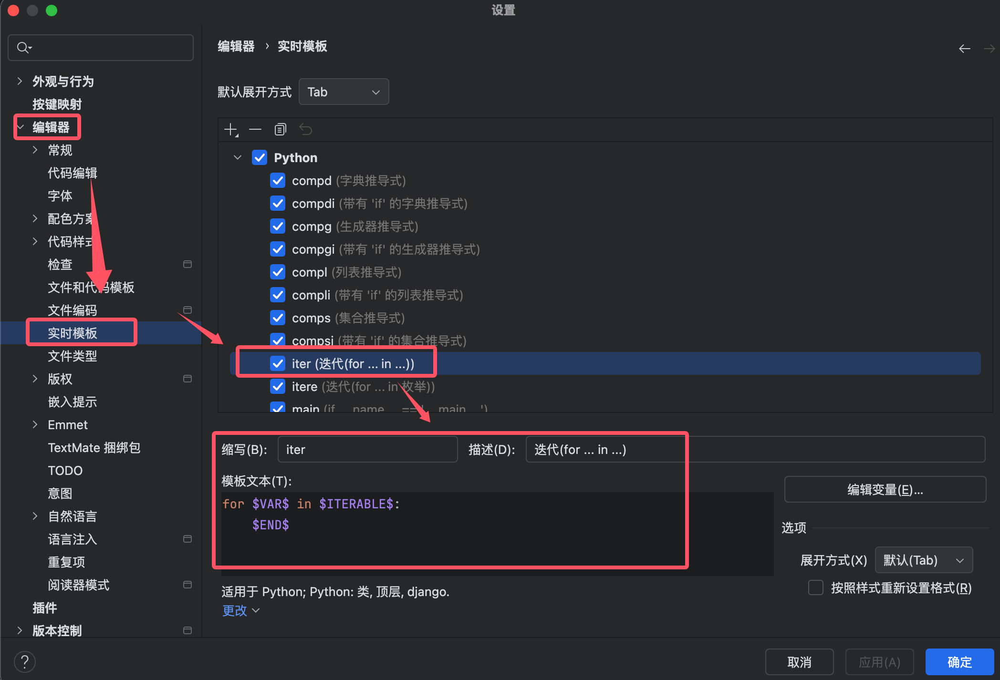 设置
外观与行为
按键映射
编辑器
常规
代码编辑
字体
配色方案
代码样式
检查
文件和代码模板
文件编码
实时模板
文件类型
版权
嵌入提示
Emmet
TextMate 捆绑包
TODO
意图
自然语言
语言注入
重复项
阅读器模式
插件
版本控制
编辑器 › 实时模板
默认展开方式 Tab
Python
compd (字典推导式)
compdi (带有 'if' 的字典推导式)
compg (生成器推导式)
compgi (带有 'if' 的生成器推导式)
compl (列表推导式)
compli (带有 'if' 的列表推导式)
comps (集合推导式)
compsi (带有 'if' 的集合推导式)
iter (迭代(for ... in ...))
itere (迭代(for ... in 枚举))
main (if __name__ == '__main__')
缩写(B): iter 描述(D): 迭代(for ... in ...)
模板文本(T):
for $VAR$ in $ITERABLE$:
    $END$
编辑变量(E)...
选项
展开方式(X) 默认(Tab)
按照样式重新设置格式(R)
适用于 Python; Python: 类, 顶层, django.
更改
?
取消 应用(A) 确定